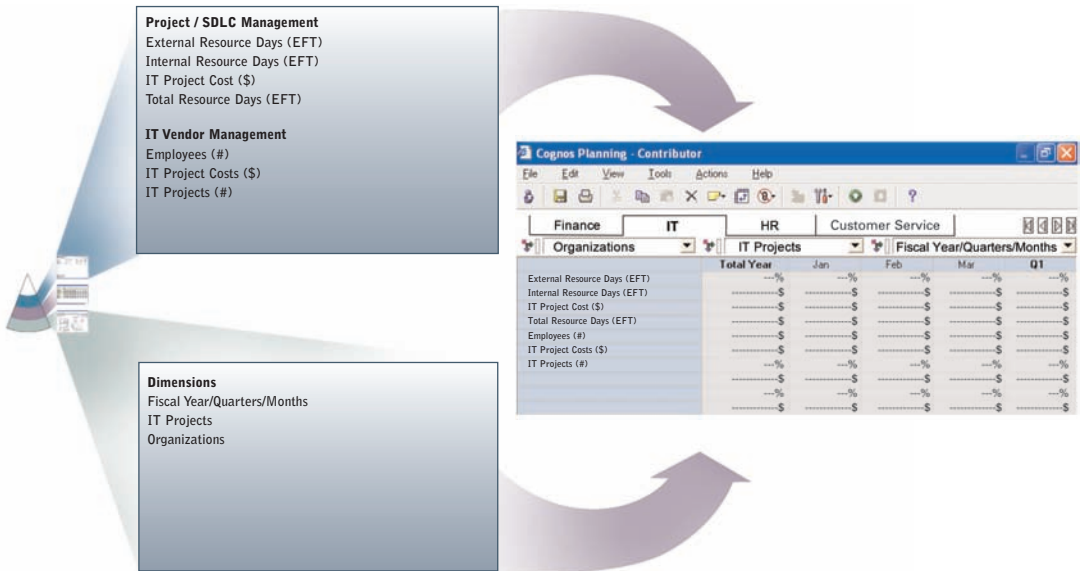 Project / SDLC Management
External Resource Days (EFT)
Internal Resource Days (EFT)
IT Project Cost ($)
Total Resource Days (EFT)
IT Vendor Management
Employees (#)
IT Project Costs ($)
IT Projects (#)
Dimensions
Fiscal Year/Quarters/Months
IT Projects
Organizations
Cognos Planning - Contributor
File Edit View Tools Actions Help
Finance IT HR Customer Service
Organizations IT Projects Fiscal Year/Quarters/Months
Total Year Jan Feb Mar Q1
External Resource Days (EFT) ---% ---% ---% ---% ---%
Internal Resource Days (EFT) -----------$ -----------$ -----------$ -----------$ -----------$
IT Project Cost ($) -----------$ -----------$ -----------$ -----------$ -----------$
Total Resource Days (EFT) -----------$ -----------$ -----------$ -----------$ -----------$
Employees (#) -----------$ -----------$ -----------$ -----------$ -----------$
IT Project Costs ($) -----------$ -----------$ -----------$ -----------$ -----------$
IT Projects (#) ---% ---% ---% ---% ---%
-----------$ -----------$ -----------$ -----------$ -----------$
---% ---% ---% ---% ---%
-----------$ -----------$ -----------$ -----------$ -----------$